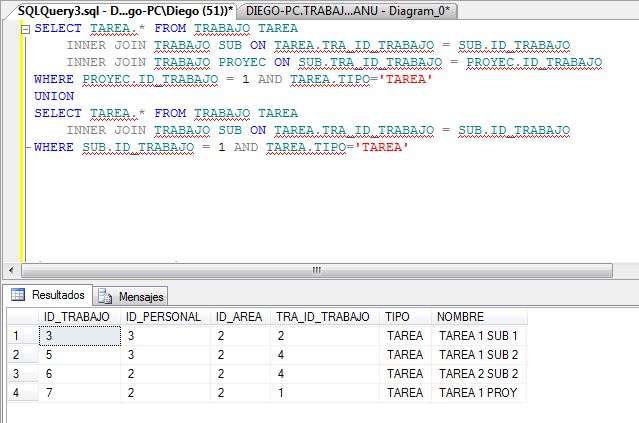 SQLQuery3.sql - D...go-PC\Diego (51))* DIEGO-PC.TRABAJ...ANU - Diagram_0*
SELECT TAREA.* FROM TRABAJO TAREA
INNER JOIN TRABAJO SUB ON TAREA.TRA_ID_TRABAJO = SUB.ID_TRABAJO
INNER JOIN TRABAJO PROYEC ON SUB.TRA_ID_TRABAJO = PROYEC.ID_TRABAJO
WHERE PROYEC.ID_TRABAJO = 1 AND TAREA.TIPO='TAREA'
UNION
SELECT TAREA.* FROM TRABAJO TAREA
INNER JOIN TRABAJO SUB ON TAREA.TRA_ID_TRABAJO = SUB.ID_TRABAJO
WHERE SUB.ID_TRABAJO = 1 AND TAREA.TIPO='TAREA'
Resultados Mensajes
ID_TRABAJO ID_PERSONAL ID_AREA TRA_ID_TRABAJO TIPO NOMBRE
1 3 3 2 2 TAREA TAREA 1 SUB 1
2 5 3 2 4 TAREA TAREA 1 SUB 2
3 6 2 2 4 TAREA TAREA 2 SUB 2
4 7 2 2 1 TAREA TAREA 1 PROY